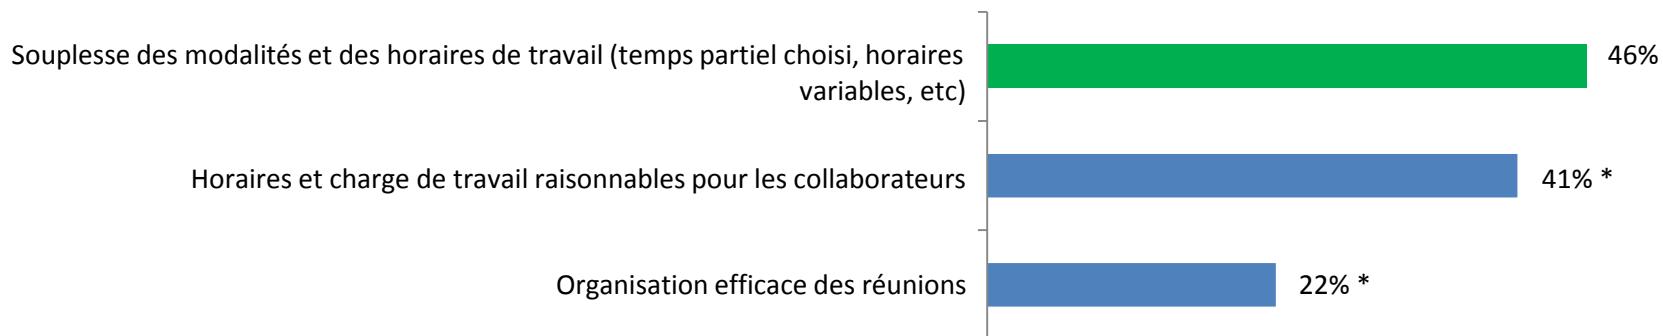 Souplesse des modalités et des horaires de travail (temps partiel choisi, horaires
variables, etc)
46%
Horaires et charge de travail raisonnables pour les collaborateurs
41% *
Organisation efficace des réunions
22% *